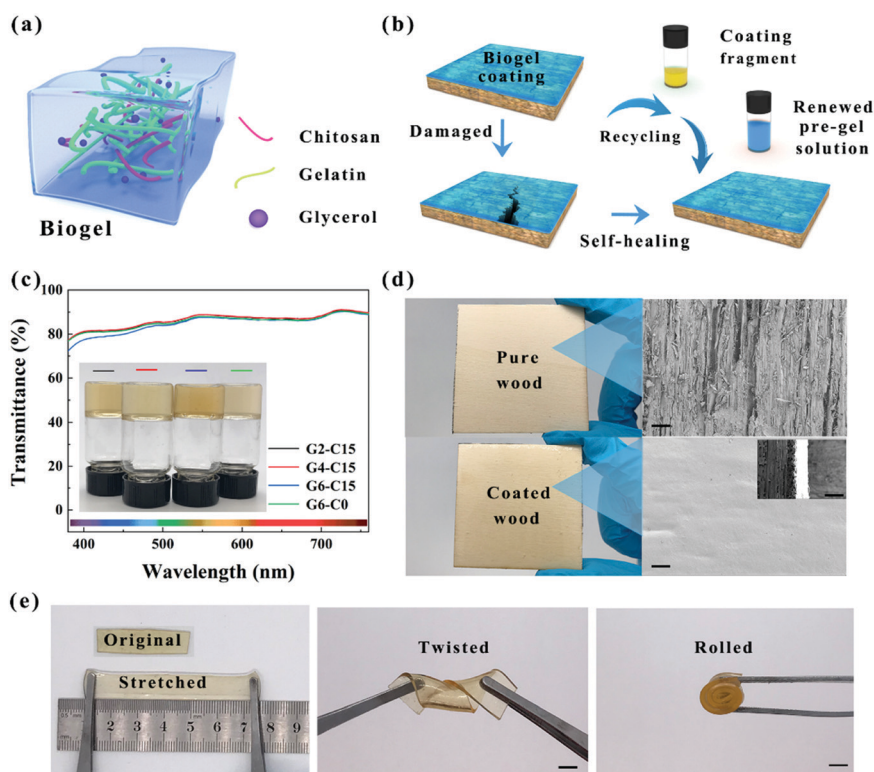 (a)
Chitosan
Gelatin
Glycerol
Biogel
(b)
Biogel
coating
Damaged
Self-healing
Recycling
Coating
fragment
Renewed
pre-gel
solution
(c)
Transmittance (%)
100
80
60
40
20
0
G2-C15
G4-C15
G6-C15
G6-C0
400
500
600
700
Wavelength (nm)
(d)
Pure
wood
Coated
wood
(e)
Original
Stretched
2 3 4 5 6 7 8 9
Twisted
Rolled